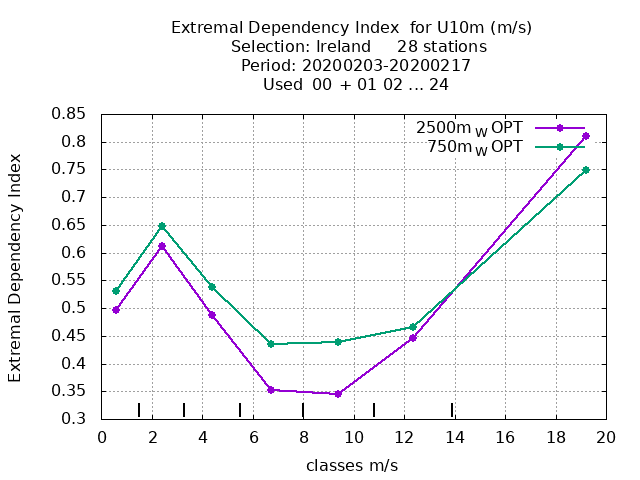 Extremal Dependency Index for U10m (m/s)
Selection: Ireland 28 stations
Period: 20200203-20200217
Used 00 + 01 02 ... 24
2500m W OPT
750m W OPT
Extremal Dependency Index
0.85
0.8
0.75
0.7
0.65
0.6
0.55
0.5
0.45
0.4
0.35
0.3
0 2 4 6 8 10 12 14 16 18 20
classes m/s